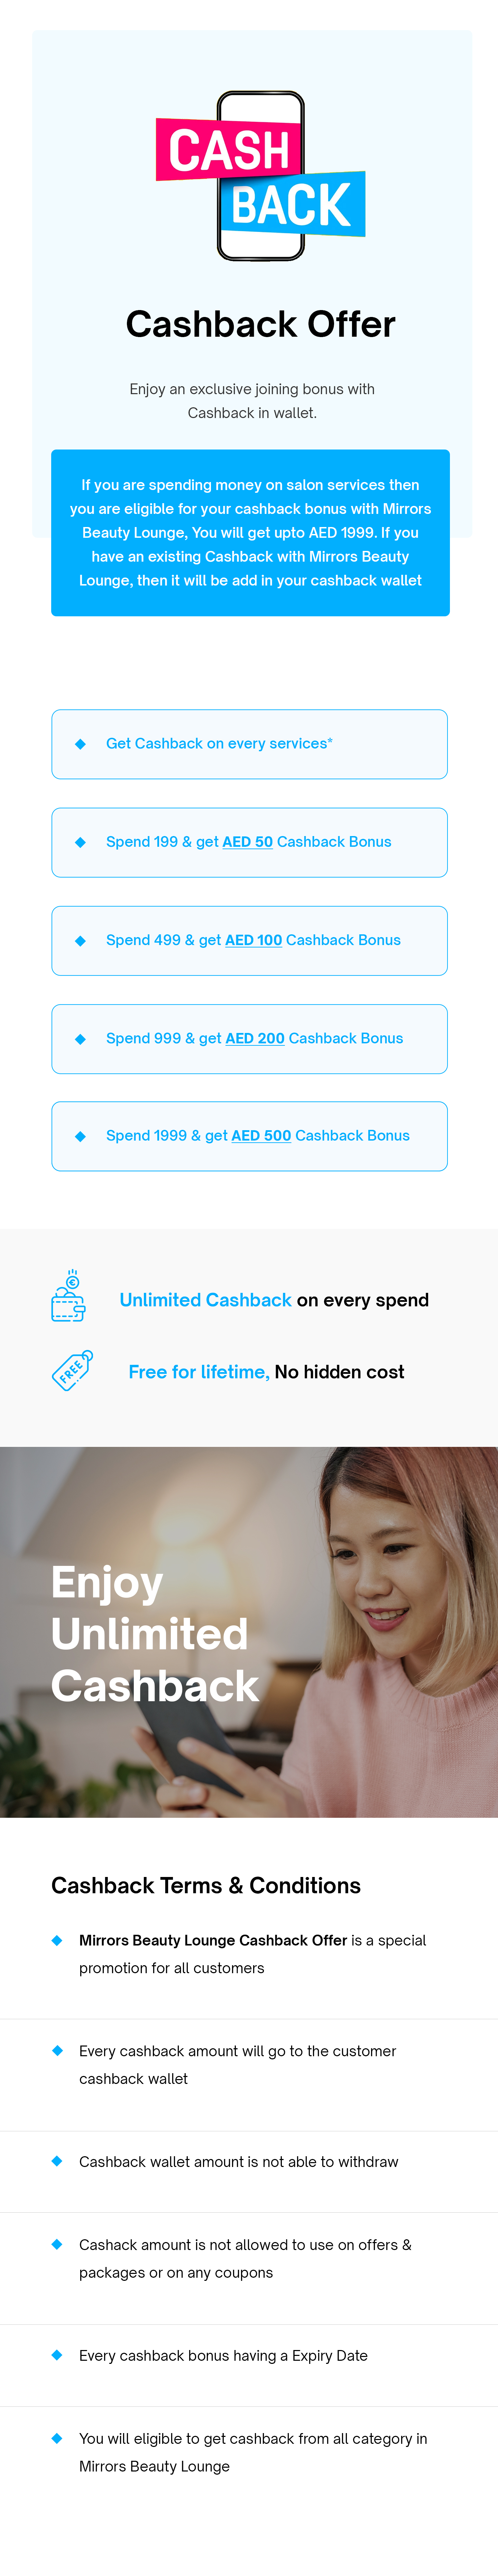 CASH
BACK
Cashback Offer
Enjoy an exclusive joining bonus with
Cashback in wallet.
If you are spending money on salon services then
you are eligible for your cashback bonus with Mirrors
Beauty Lounge, You will get upto AED 1999. If you
have an existing Cashback with Mirrors Beauty
Lounge, then it will be add in your cashback wallet
Get Cashback on every services*
Spend 199 & get AED 50 Cashback Bonus
Spend 499 & get AED 100 Cashback Bonus
Spend 999 & get AED 200 Cashback Bonus
Spend 1999 & get AED 500 Cashback Bonus
€
Unlimited Cashback on every spend
FREE
Free for lifetime, No hidden cost
Enjoy
Unlimited
Cashback
Cashback Terms & Conditions
Mirrors Beauty Lounge Cashback Offer is a special
promotion for all customers
Every cashback amount will go to the customer
cashback wallet
Cashback wallet amount is not able to withdraw
Cashack amount is not allowed to use on offers &
packages or on any coupons
Every cashback bonus having a Expiry Date
You will eligible to get cashback from all category in
Mirrors Beauty Lounge